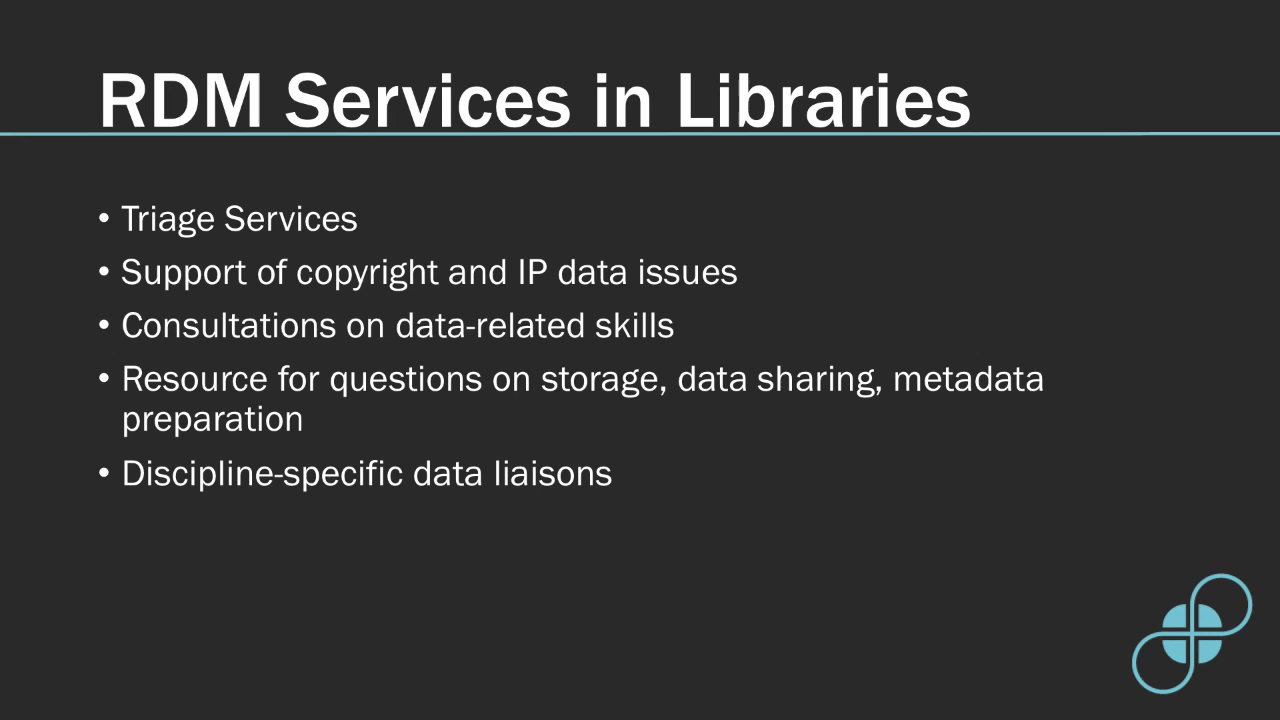 RDM Services in Libraries
• Triage Services
• Support of copyright and IP data issues
• Consultations on data-related skills
• Resource for questions on storage, data sharing, metadata
preparation
• Discipline-specific data liaisons